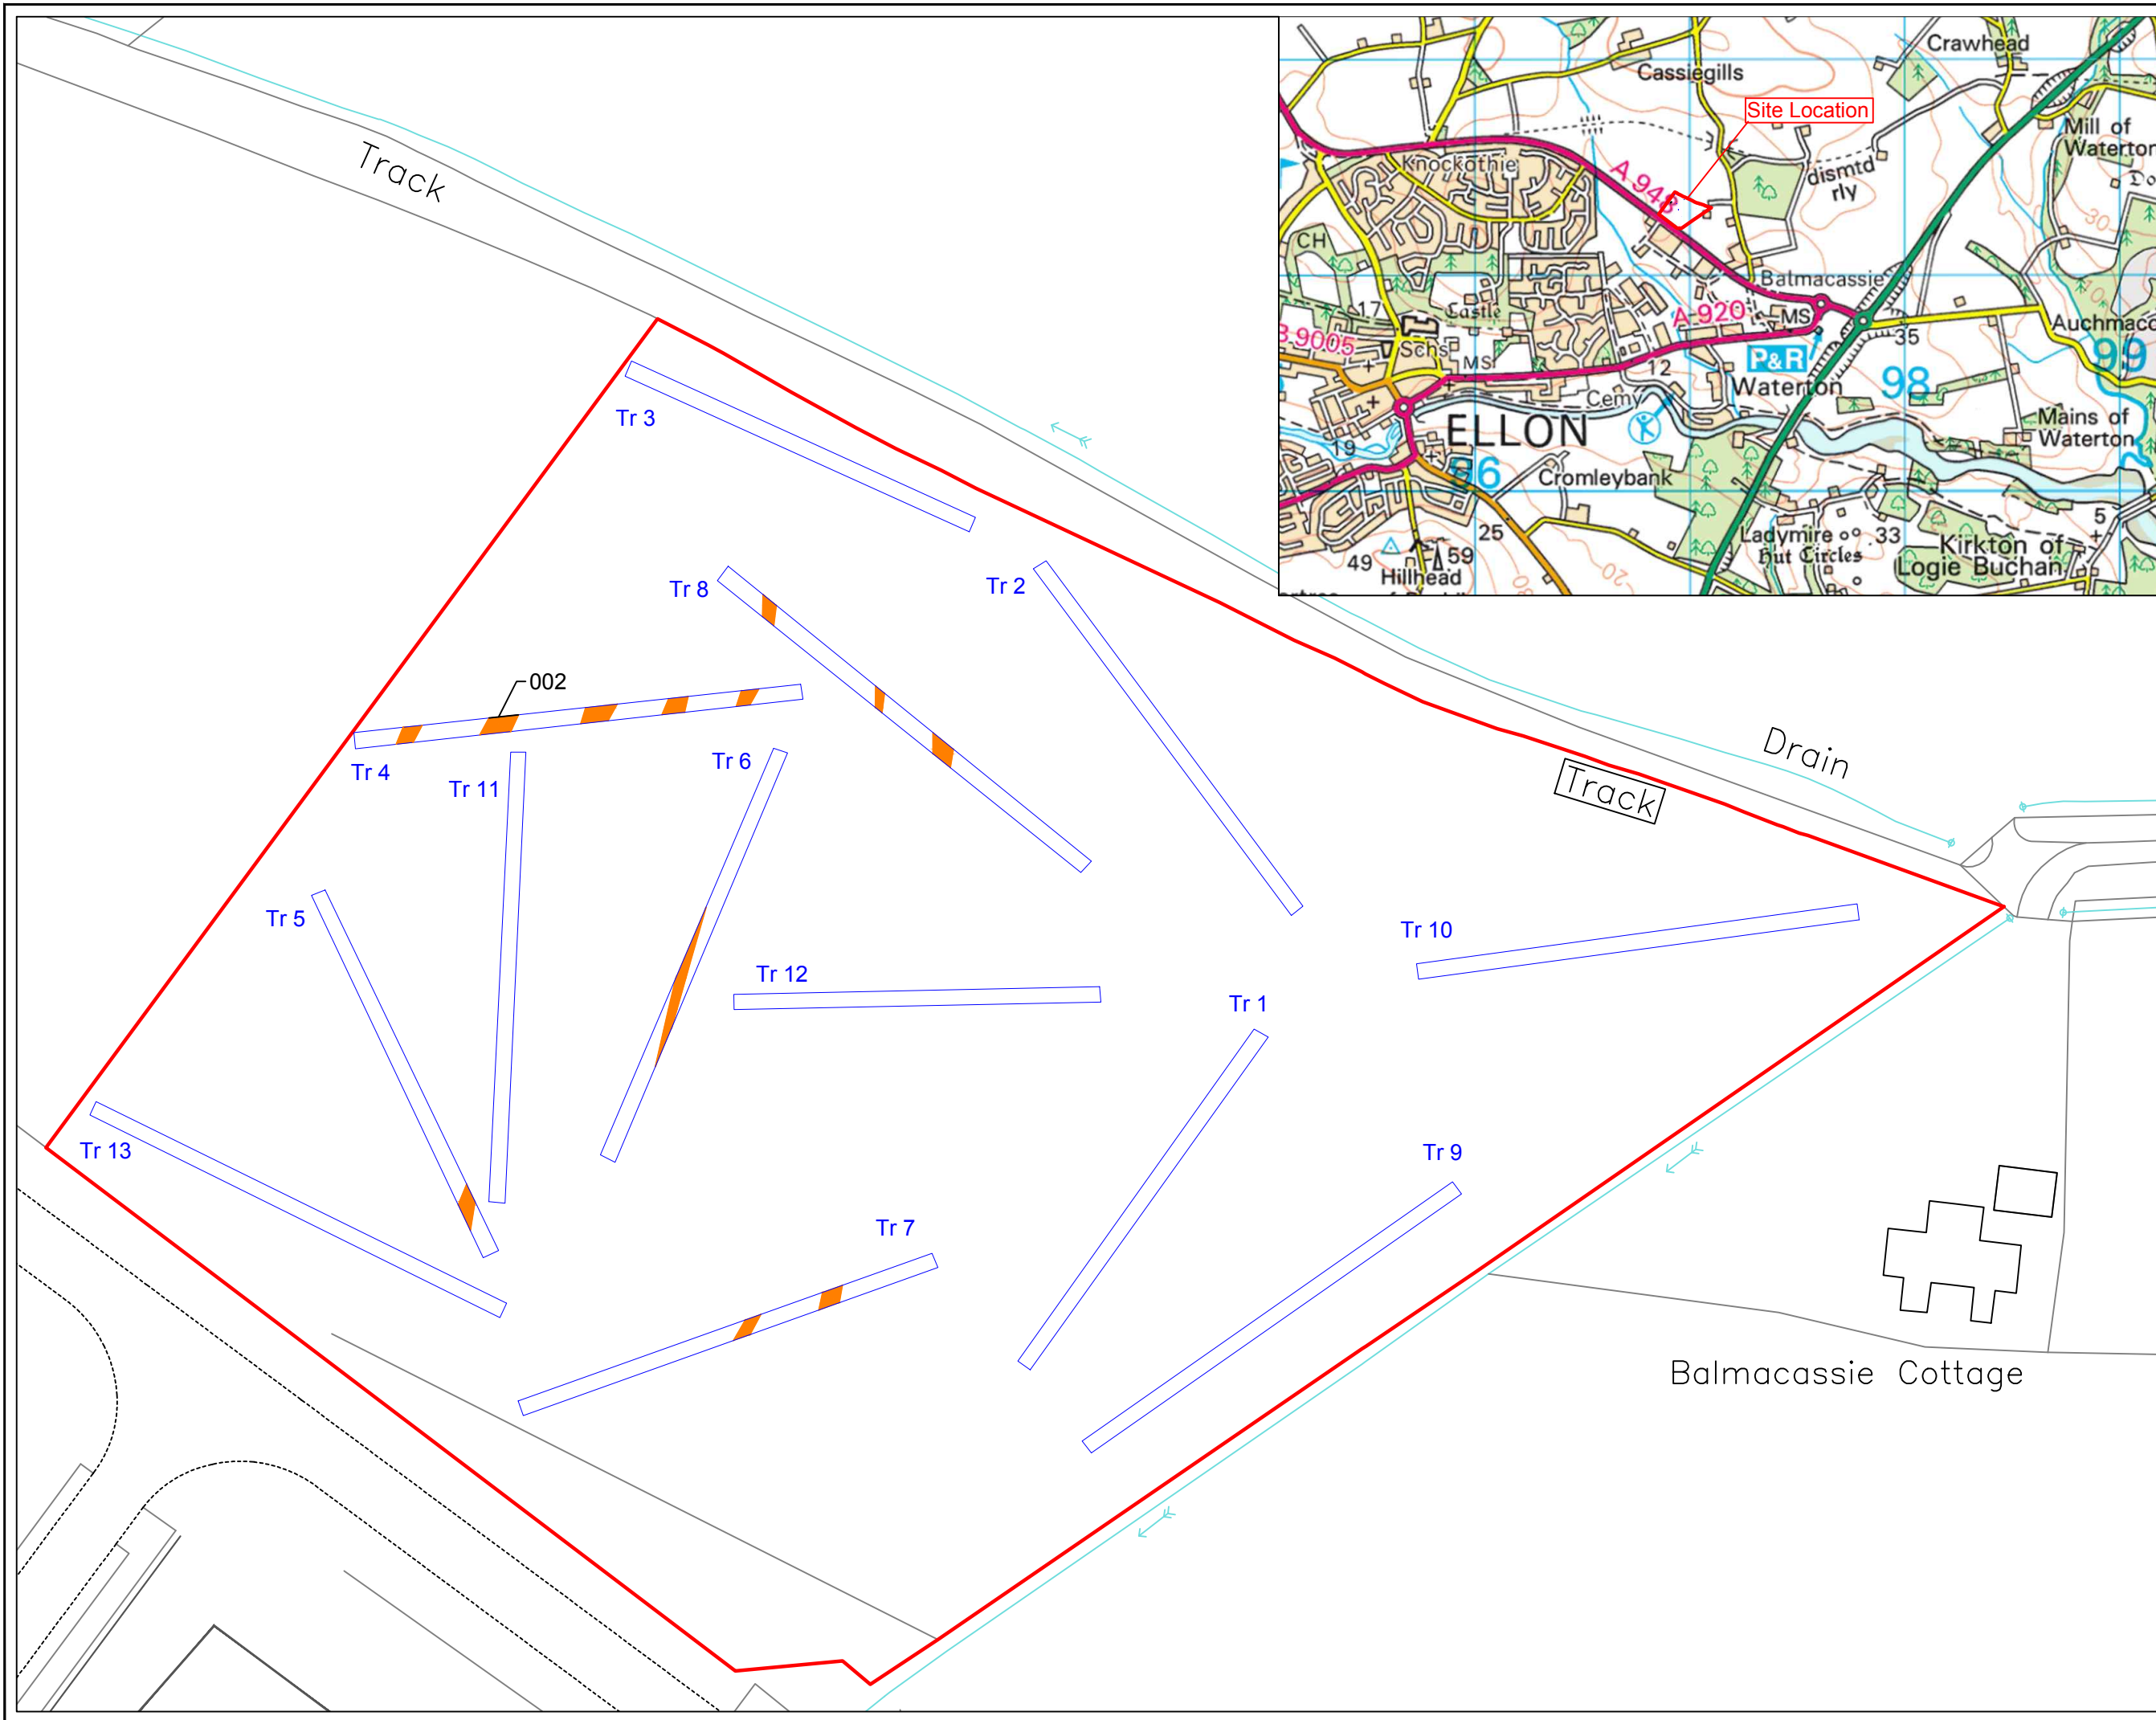 Track
Tr 3
Tr 8
Tr 2
002
Tr 4
Tr 11
Tr 6
Tr 5
Tr 12
Tr 10
Tr 1
Tr 13
Tr 9
Tr 7
Drain
Track
Balmacassie Cottage
Crawhead
Cassiegills
Site Location
Mill of
Waterton
Knockothie
A 948
dismtd
rly
30
CH
Balmacassie
17
Castle
A 920
MS
B 9005
Schs
MS
35
Auchmacc
99
P&R
12
Waterton
98
Cemy
Mains of
Waterton
ELLON
19
96
Cromleybank
25
5
Ladymire
33
Hut Circles
Kirkton of
Logie Buchan
49
59
Hillhead
20